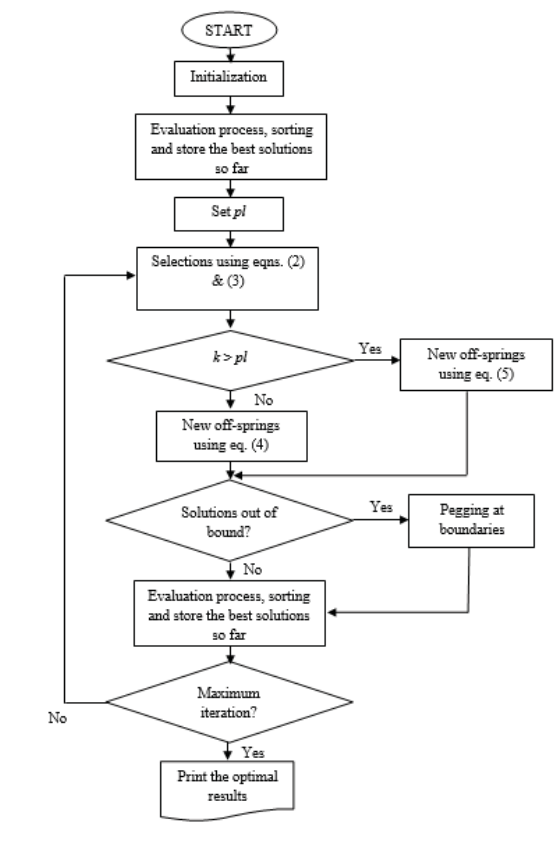 START
Initialization
Evaluation process, sorting
and store the best solutions
so far
Set pl
Selections using eqns. (2)
& (3)
k > pl
Yes
New off-springs
using eq. (5)
No
New off-springs
using eq. (4)
Solutions out of
bound?
Yes
Pegging at
boundaries
No
Evaluation process, sorting
and store the best solutions
so far
Maximum
iteration?
No
Yes
Print the optimal
results